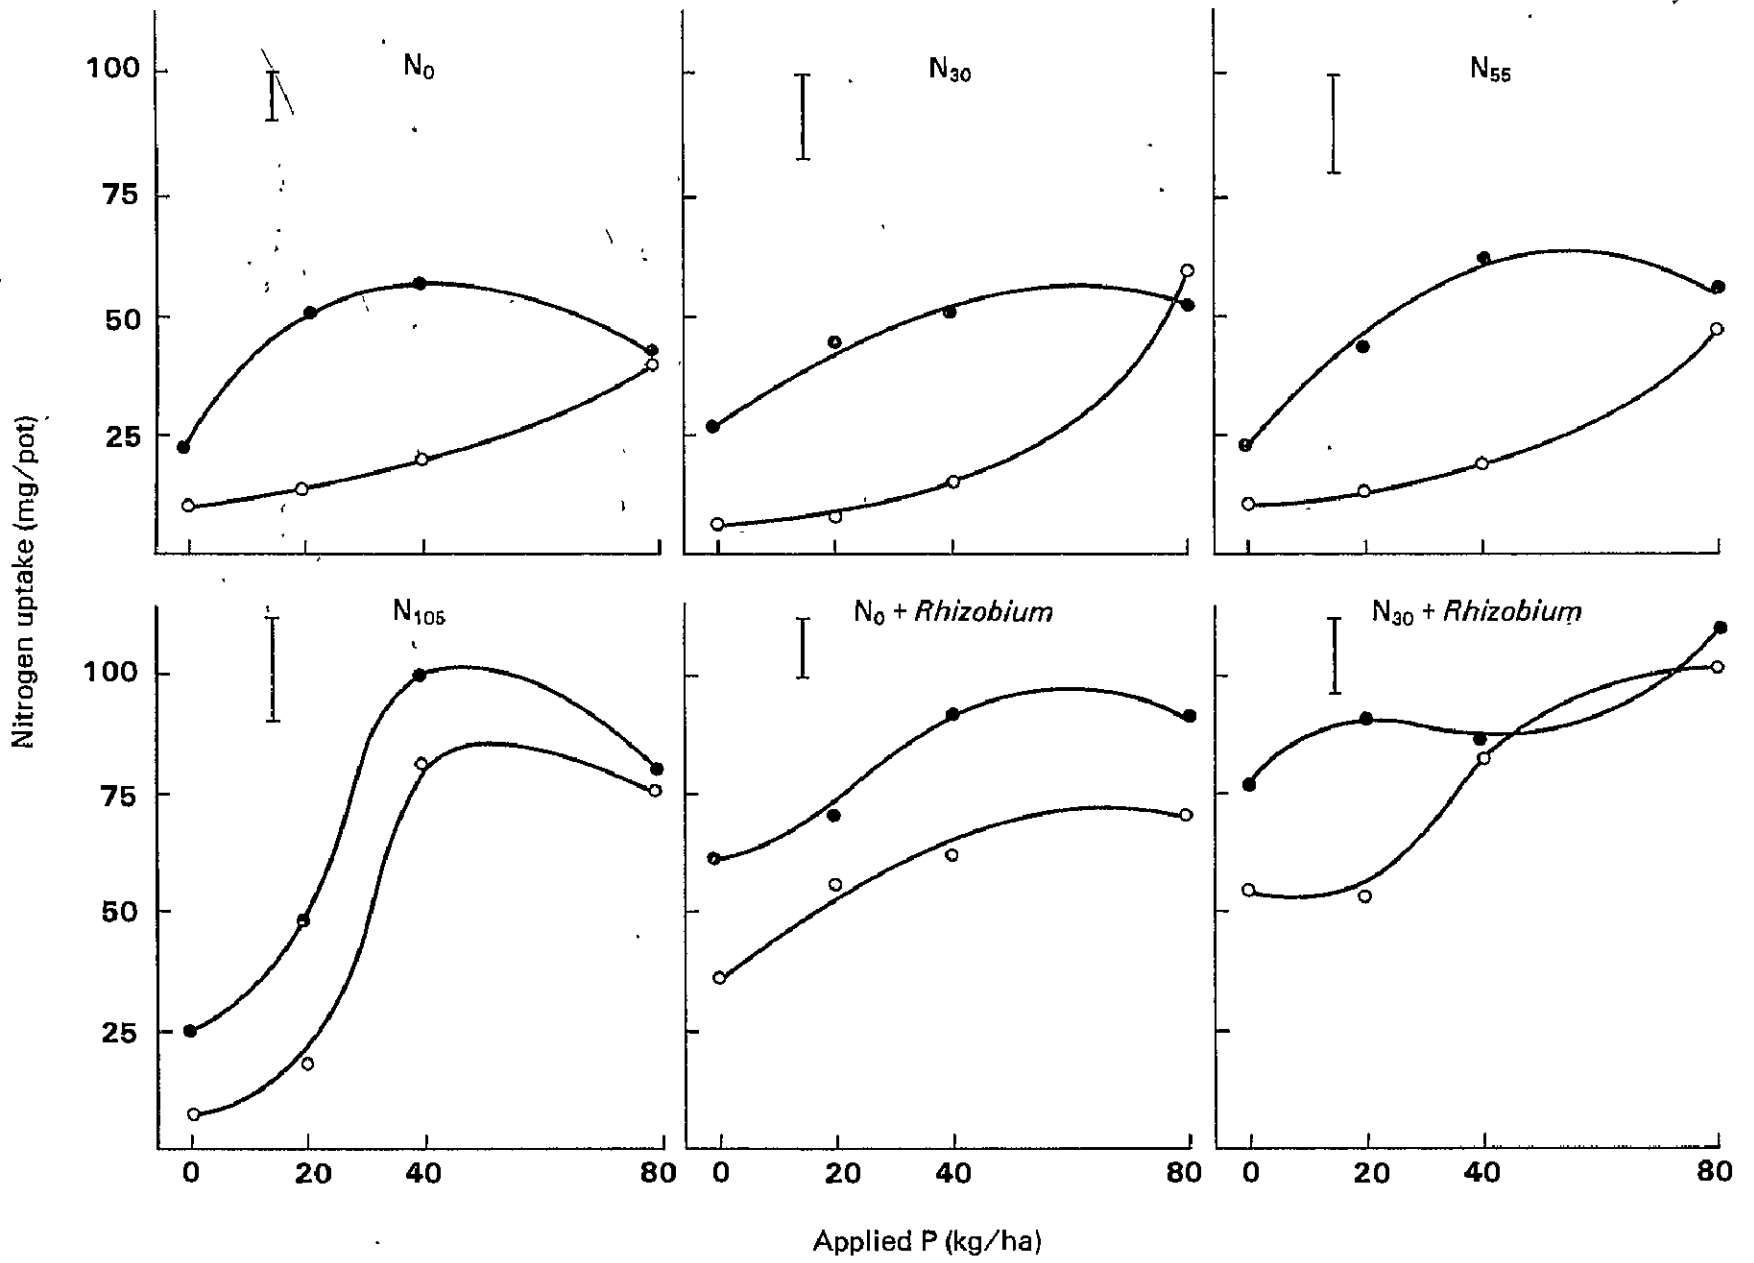 N₀
N₃₀
N₅₅
100
75
50
25
Nitrogen uptake (mg/pot)
N₁₀₅
N₀ + Rhizobium
N₃₀ + Rhizobium
100
75
50
25
0 20 40 80
0 20 40 80
0 20 40 80
Applied P (kg/ha)